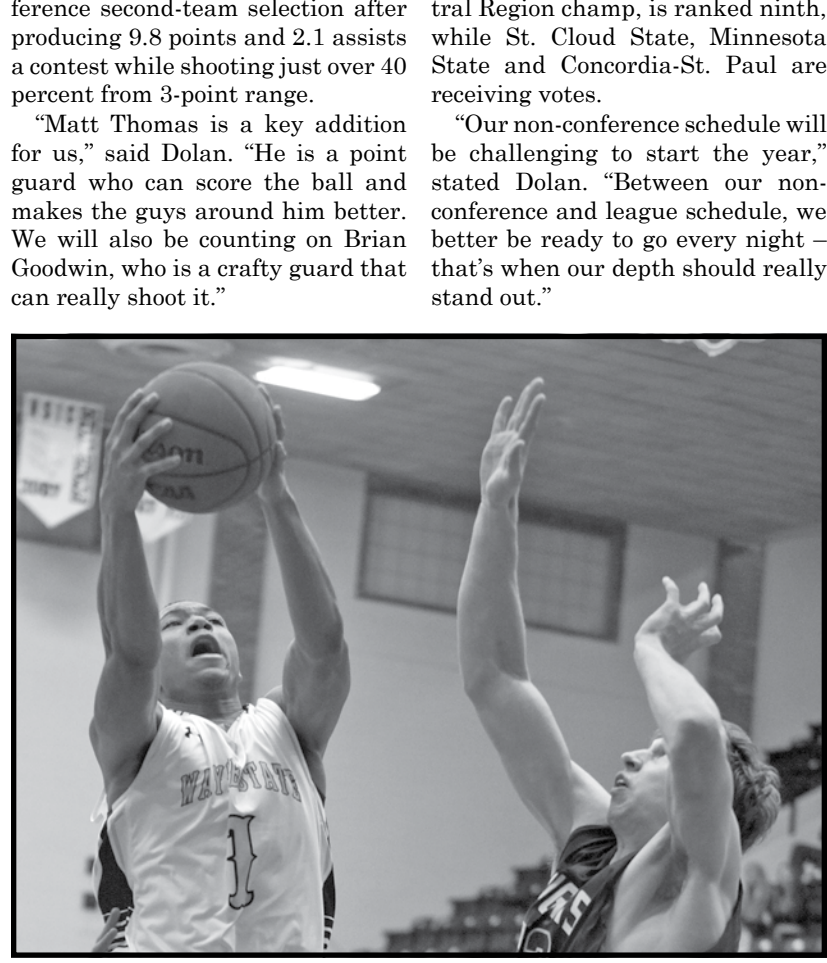 ference second-team selection after
producing 9.8 points and 2.1 assists
a contest while shooting just over 40
percent from 3-point range.
“Matt Thomas is a key addition
for us,” said Dolan. “He is a point
guard who can score the ball and
makes the guys around him better.
We will also be counting on Brian
Goodwin, who is a crafty guard that
can really shoot it.”
tral Region champ, is ranked ninth,
while St. Cloud State, Minnesota
State and Concordia-St. Paul are
receiving votes.
“Our non-conference schedule will
be challenging to start the year,”
stated Dolan. “Between our non-
conference and league schedule, we
better be ready to go every night –
that’s when our depth should really
stand out.”
WAYNE STATE
1